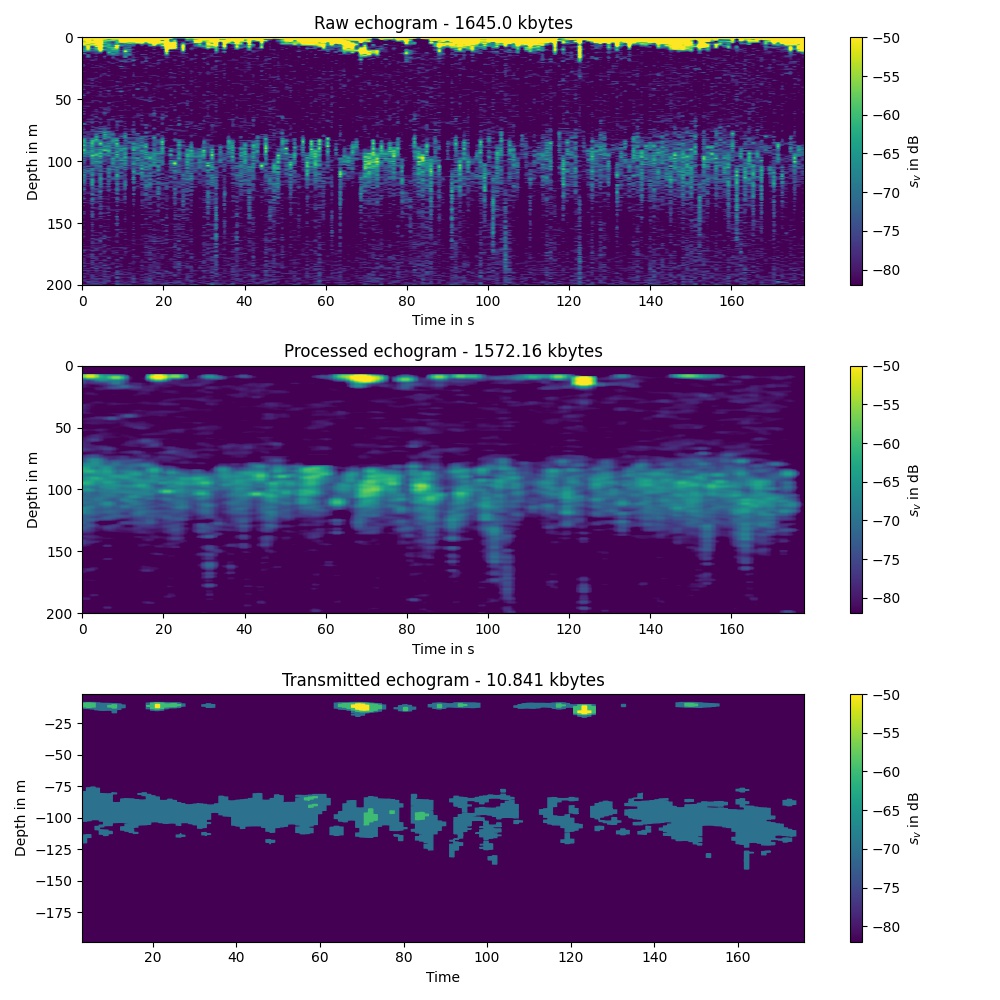 Raw echogram - 1645.0 kbytes
0
50
100
150
200
Depth in m
0 20 40 60 80 100 120 140 160
Time in s
−50
−55
−60
−65
−70
−75
−80
sv in dB
Processed echogram - 1572.16 kbytes
0
50
100
150
200
Depth in m
0 20 40 60 80 100 120 140 160
Time in s
−50
−55
−60
−65
−70
−75
−80
sv in dB
Transmitted echogram - 10.841 kbytes
−25
−50
−75
−100
−125
−150
−175
Depth in m
20 40 60 80 100 120 140 160
Time
−50
−55
−60
−65
−70
−75
−80
sv in dB